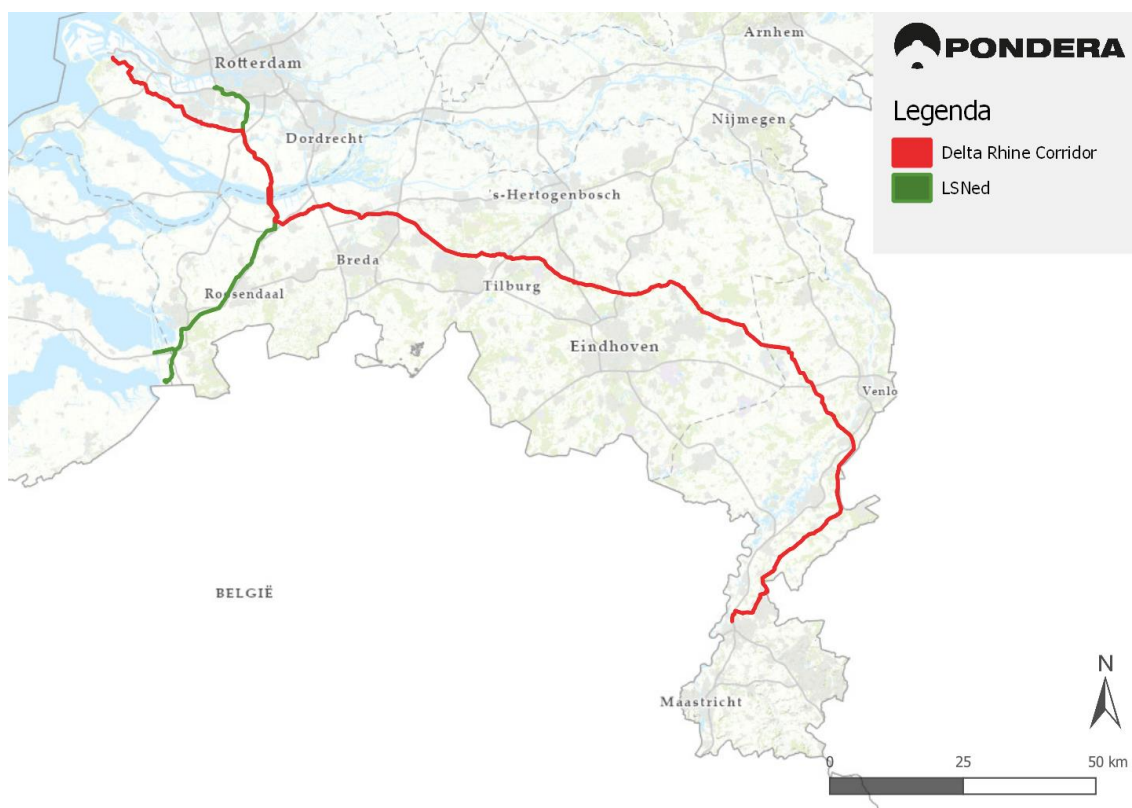 Arnhem
PONDERA
Rotterdam
Legenda
Nijmegen
Dordrecht
Delta Rhine Corridor
LSNed
's-Hertogenbosch
Breda
Tilburg
Roosendaal
Eindhoven
Venlo
BELGIË
N
Maastricht
0 25 50 km